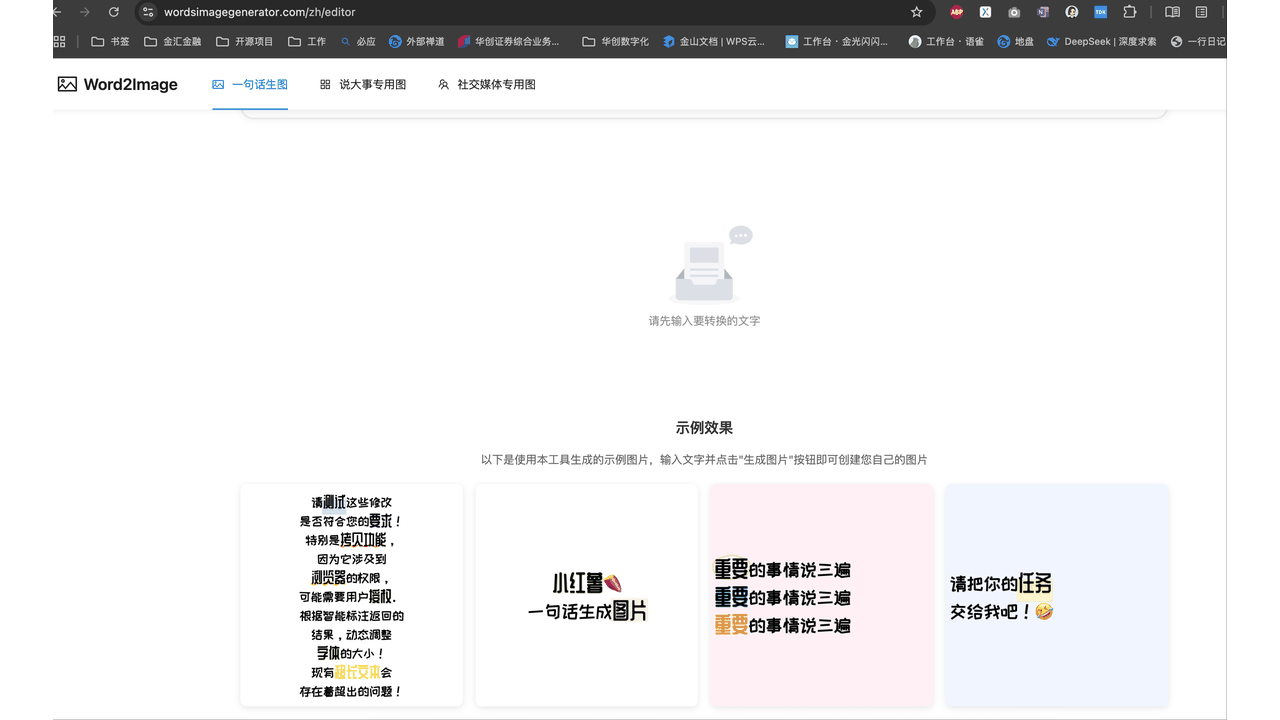 wordsimagegenerator.com/zh/editor
ABP
TDX
书签 金汇金融 开源项目 工作 必应 外部禅道 华创证券综合业务... 华创数字化 金山文档 | WPS云... 工作台 · 金光闪闪... 工作台 · 语雀 地盘 DeepSeek | 深度求索 一行日记
Word2Image 一句话生图 说大事专用图 社交媒体专用图
请先输入要转换的文字
示例效果
以下是使用本工具生成的示例图片，输入文字并点击"生成图片"按钮即可创建您自己的图片
请测试这些修改
是否符合您的要求！
特别是拷贝功能，
因为它涉及到
浏览器的权限，
可能需要用户授权.
根据智能标注返回的
结果，动态调整
字体的大小！
现有超长文本会
存在着超出的问题！
小红薯🍠
一句话生成图片
重要的事情说三遍
重要的事情说三遍
重要的事情说三遍
请把你的任务
交给我吧！🤣